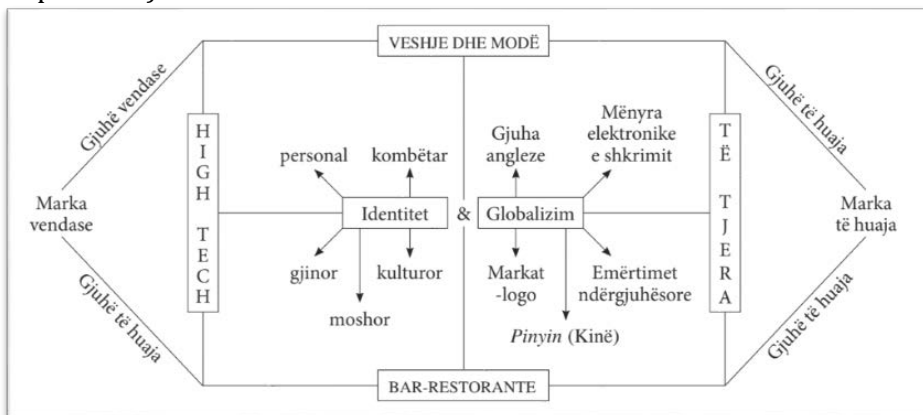 VESHJE DHE MODË
Gjuhë vendase
Gjuhë të huaja
HIGH TECH
Gjuha
angleze
Mënyra
elektronike
e shkrimit
TË TJERA
personal
kombëtar
Marka
vendase
Identitet
&
Globalizim
Marka
të huaja
gjinor
kulturor
moshor
Markat
-logo
Emërtimet
ndërgjuhësore
Pinyin (Kinë)
Gjuhë të huaja
Gjuhë të huaja
BAR-RESTORANTE